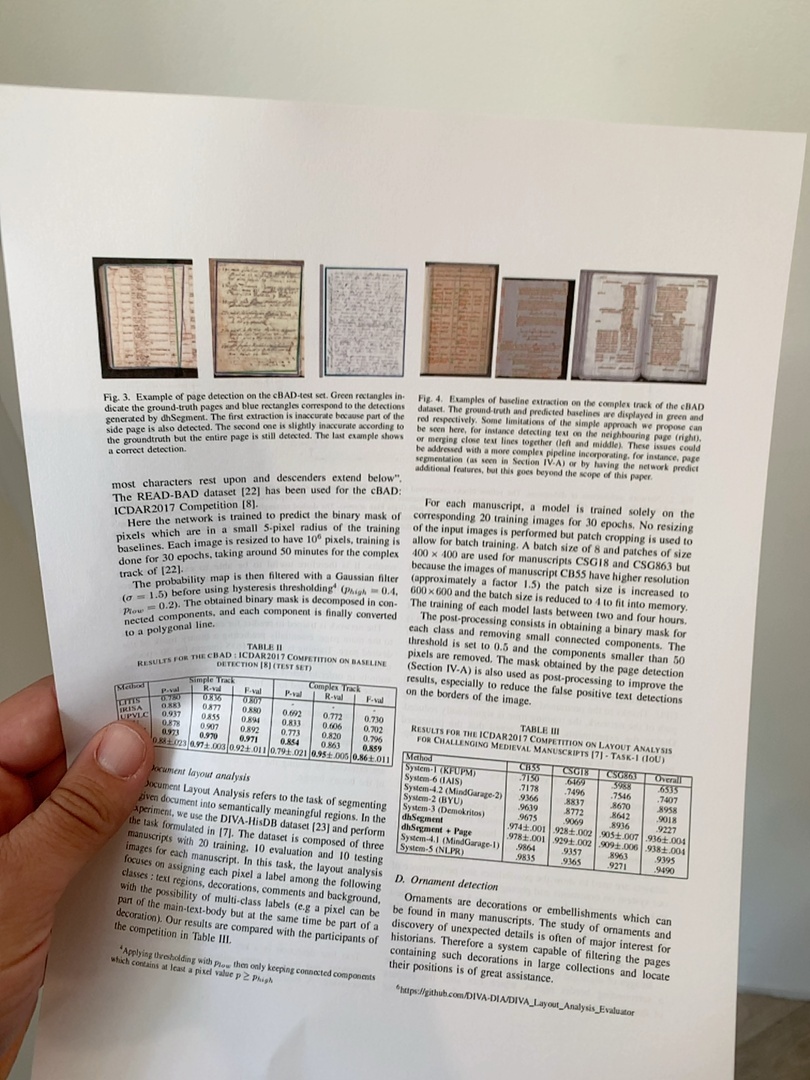 Fig. 3. Example of page detection on the cBAD-test set. Green rectangles in-
dicate the ground-truth pages and blue rectangles correspond to the detections
generated by dhSegment. The first extraction is inaccurate because part of the
side page is also detected. The second one is slightly inaccurate according to
the groundtruth but the entire page is still detected. The last example shows
a correct detection.
most characters rest upon and descenders extend below".
The READ-BAD dataset [22] has been used for the cBAD:
ICDAR2017 Competition [8].
Here the network is trained to predict the binary mask of
pixels which are in a small 5-pixel radius of the training
baselines. Each image is resized to have 10⁶ pixels, training is
done for 30 epochs, taking around 50 minutes for the complex
track of [22].
The probability map is then filtered with a Gaussian filter
(σ = 1.5) before using hysteresis thresholding⁴ (p_high = 0.4,
p_low = 0.2). The obtained binary mask is decomposed in con-
nected components, and each component is finally converted
to a polygonal line.
TABLE II
RESULTS FOR THE CBAD : ICDAR2017 COMPETITION ON BASELINE
DETECTION [8] (TEST SET)
Method Simple Track Complex Track
P-val R-val F-val P-val R-val F-val
LITIS 0.780 0.836 0.807 - - -
IRISA 0.883 0.877 0.880 0.692 0.772 0.730
UPVLC 0.937 0.855 0.894 0.833 0.606 0.702
0.878 0.907 0.892 0.773 0.820 0.796
0.973 0.970 0.971 0.854 0.863 0.859
0.88±.023 0.97±.003 0.92±.011 0.79±.021 0.95±.005 0.86±.011
Document layout analysis
Document Layout Analysis refers to the task of segmenting
given document into semantically meaningful regions. In the
experiment, we use the DIVA-HisDB dataset [23] and perform
the task formulated in [7]. The dataset is composed of three
manuscripts with 20 training, 10 evaluation and 10 testing
images for each manuscript. In this task, the layout analysis
focuses on assigning each pixel a label among the following
classes : text regions, decorations, comments and background,
with the possibility of multi-class labels (e.g a pixel can be
part of the main-text-body but at the same time be part of a
decoration). Our results are compared with the participants of
the competition in Table III.
⁴Applying thresholding with p_low then only keeping connected components
which contains at least a pixel value p ≥ p_high
Fig. 4. Examples of baseline extraction on the complex track of the cBAD
dataset. The ground-truth and predicted baselines are displayed in green and
red respectively. Some limitations of the simple approach we propose can
be seen here, for instance detecting text on the neighbouring page (right),
or merging close text lines together (left and middle). These issues could
be addressed with a more complex pipeline incorporating, for instance, page
segmentation (as seen in Section IV-A) or by having the network predict
additional features, but this goes beyond the scope of this paper.
For each manuscript, a model is trained solely on the
corresponding 20 training images for 30 epochs. No resizing
of the input images is performed but patch cropping is used to
allow for batch training. A batch size of 8 and patches of size
400 × 400 are used for manuscripts CSG18 and CSG863 but
because the images of manuscript CB55 have higher resolution
(approximately a factor 1.5) the patch size is increased to
600 × 600 and the batch size is reduced to 4 to fit into memory.
The training of each model lasts between two and four hours.
The post-processing consists in obtaining a binary mask for
each class and removing small connected components. The
threshold is set to 0.5 and the components smaller than 50
pixels are removed. The mask obtained by the page detection
(Section IV-A) is also used as post-processing to improve the
results, especially to reduce the false positive text detections
on the borders of the image.
TABLE III
RESULTS FOR THE ICDAR2017 COMPETITION ON LAYOUT ANALYSIS
FOR CHALLENGING MEDIEVAL MANUSCRIPTS [7] - TASK-1 (IOU)
Method CB55 CSG18 CSG863 Overall
System-1 (KFUPM) .7150 .6469 .5988 .6535
System-6 (IAIS) .7178 .7496 .7546 .7407
System-4.2 (MindGarage-2) .9366 .8837 .8670 .8958
System-2 (BYU) .9639 .8772 .8642 .9018
System-3 (Demokritos) .9675 .9069 .8936 .9227
dhSegment .974±.001 .928±.002 .905±.007 .936±.004
dhSegment + Page .978±.001 .929±.002 .909±.006 .938±.004
System-4.1 (MindGarage-1) .9864 .9357 .8963 .9395
System-5 (NLPR) .9835 .9365 .9271 .9490
D. Ornament detection
Ornaments are decorations or embellishments which can
be found in many manuscripts. The study of ornaments and
discovery of unexpected details is often of major interest for
historians. Therefore a system capable of filtering the pages
containing such decorations in large collections and locate
their positions is of great assistance.
⁶https://github.com/DIVA-DIA/DIVA_Layout_Analysis_Evaluator